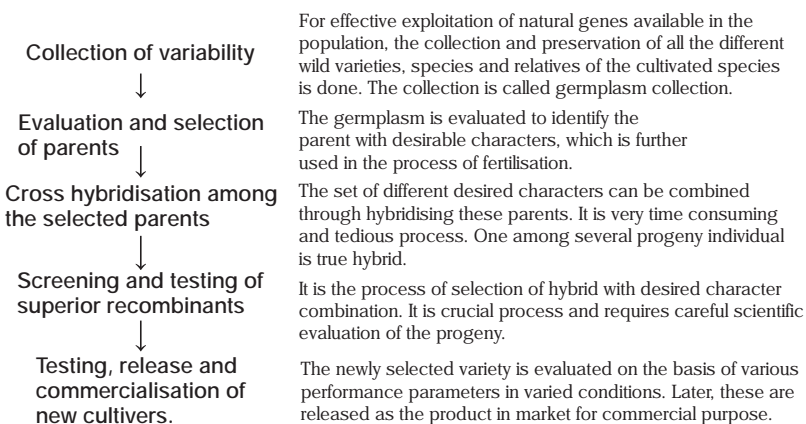 Collection of variability
For effective exploitation of natural genes available in the
population, the collection and preservation of all the different
wild varieties, species and relatives of the cultivated species
is done. The collection is called germplasm collection.
Evaluation and selection
of parents
The germplasm is evaluated to identify the
parent with desirable characters, which is further
used in the process of fertilisation.
Cross hybridisation among
the selected parents
The set of different desired characters can be combined
through hybridising these parents. It is very time consuming
and tedious process. One among several progeny individual
is true hybrid.
Screening and testing of
superior recombinants
It is the process of selection of hybrid with desired character
combination. It is crucial process and requires careful scientific
evaluation of the progeny.
Testing, release and
commercialisation of
new cultivers.
The newly selected variety is evaluated on the basis of various
performance parameters in varied conditions. Later, these are
released as the product in market for commercial purpose.